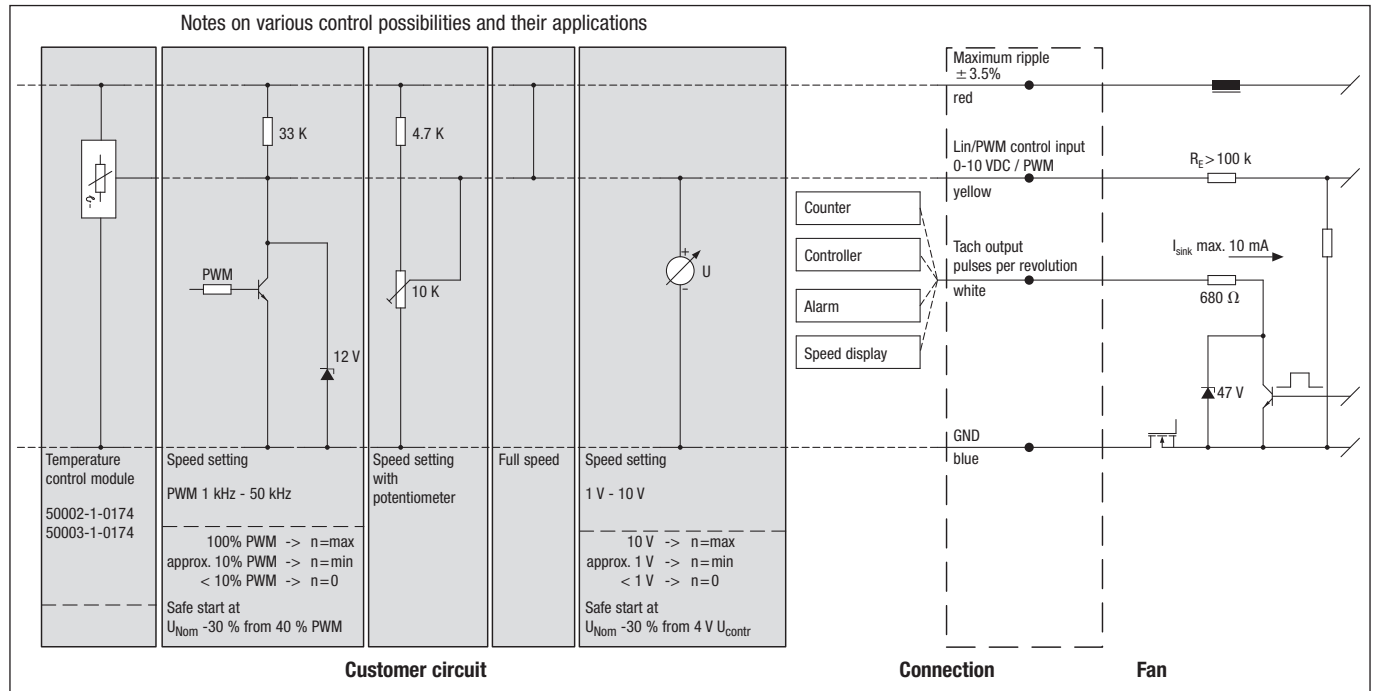 Notes on various control possibilities and their applications
33 K
PWM
12 V
4.7 K
10 K
+
U
-
Counter
Controller
Alarm
Speed display
Maximum ripple
± 3.5%
red
Lin/PWM control input
0-10 VDC / PWM
yellow
Tach output
pulses per revolution
white
GND
blue
R_E > 100 k
I_sink max. 10 mA
680 Ω
47 V
Temperature
control module
50002-1-0174
50003-1-0174
Speed setting
PWM 1 kHz - 50 kHz
100% PWM -> n=max
approx. 10% PWM -> n=min
< 10% PWM -> n=0
Safe start at
U_Nom -30 % from 40 % PWM
Speed setting
with
potentiometer
Full speed
Speed setting
1 V - 10 V
10 V -> n=max
approx. 1 V -> n=min
< 1 V -> n=0
Safe start at
U_Nom -30 % from 4 V U_contr
Customer circuit
Connection
Fan